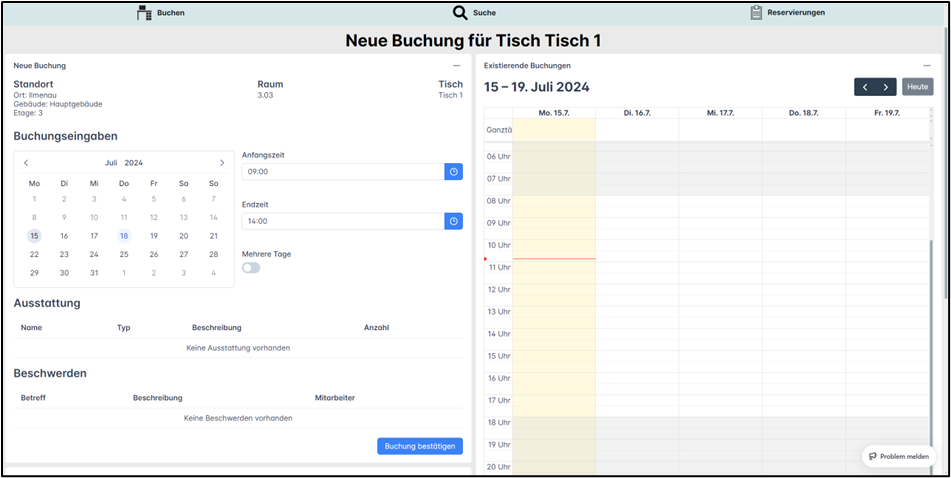 Buchen Suche Reservierungen
Neue Buchung für Tisch Tisch 1
Neue Buchung
Standort Raum Tisch
Ort: Ilmenau 3.03 Tisch 1
Gebäude: Hauptgebäude
Etage: 3
Buchungseingaben
Juli 2024
Mo Di Mi Do Fr Sa So
1 2 3 4 5 6 7
8 9 10 11 12 13 14
15 16 17 18 19 20 21
22 23 24 25 26 27 28
29 30 31 1 2 3 4
Anfangszeit
09:00
Endzeit
14:00
Mehrere Tage
Ausstattung
Name Typ Beschreibung Anzahl
Keine Ausstattung vorhanden
Beschwerden
Betreff Beschreibung Mitarbeiter
Keine Beschwerden vorhanden
Buchung bestätigen
Existierende Buchungen
15 – 19. Juli 2024 Heute
Mo. 15.7. Di. 16.7. Mi. 17.7. Do. 18.7. Fr. 19.7.
Ganztä
06 Uhr
07 Uhr
08 Uhr
09 Uhr
10 Uhr
11 Uhr
12 Uhr
13 Uhr
14 Uhr
15 Uhr
16 Uhr
17 Uhr
18 Uhr
19 Uhr
20 Uhr
Problem melden